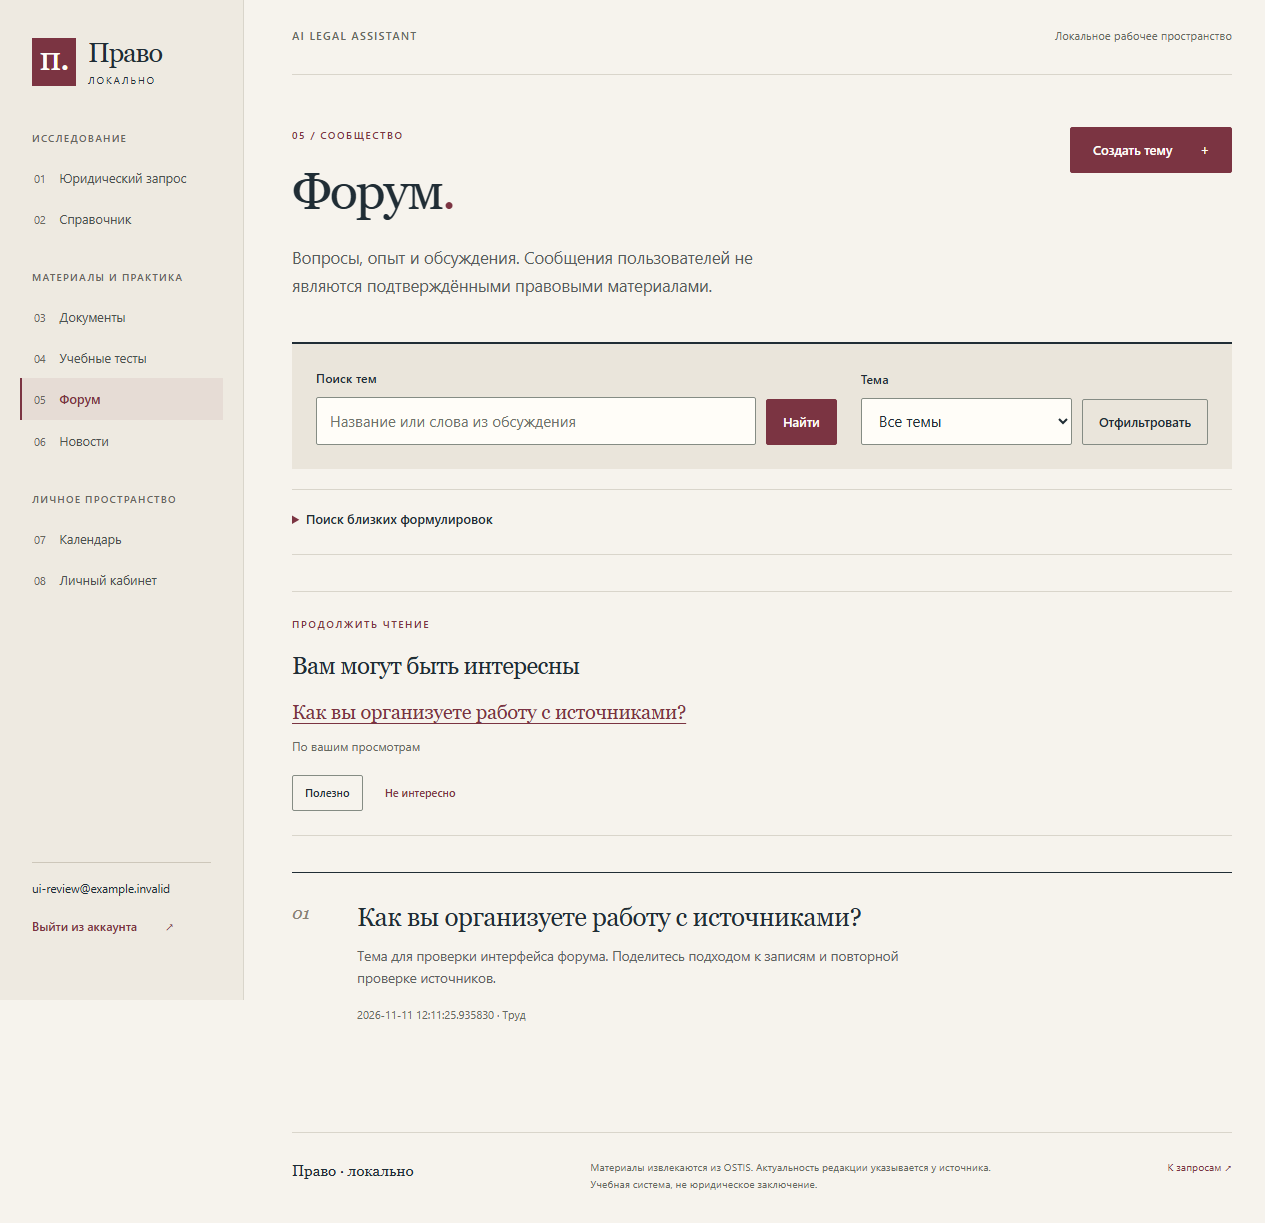 П.
Право
ЛОКАЛЬНО
ИССЛЕДОВАНИЕ
01 Юридический запрос
02 Справочник
МАТЕРИАЛЫ И ПРАКТИКА
03 Документы
04 Учебные тесты
05 Форум
06 Новости
ЛИЧНОЕ ПРОСТРАНСТВО
07 Календарь
08 Личный кабинет
ui-review@example.invalid
Выйти из аккаунта ↗
AI LEGAL ASSISTANT
Локальное рабочее пространство
05 / СООБЩЕСТВО
Создать тему +
Форум.
Вопросы, опыт и обсуждения. Сообщения пользователей не
являются подтверждёнными правовыми материалами.
Поиск тем
Тема
Название или слова из обсуждения
Найти
Все темы
Отфильтровать
Поиск близких формулировок
ПРОДОЛЖИТЬ ЧТЕНИЕ
Вам могут быть интересны
Как вы организуете работу с источниками?
По вашим просмотрам
Полезно
Не интересно
01
Как вы организуете работу с источниками?
Тема для проверки интерфейса форума. Поделитесь подходом к записям и повторной
проверке источников.
2026-11-11 12:11:25.935830 · Труд
Право · локально
Материалы извлекаются из OSTIS. Актуальность редакции указывается у источника.
Учебная система, не юридическое заключение.
К запросам ↗